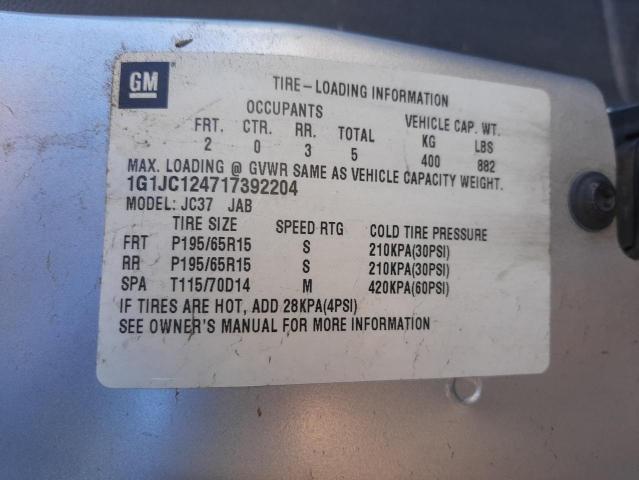 GM
TIRE-LOADING INFORMATION
OCCUPANTS VEHICLE CAP. WT.
FRT. CTR. RR. TOTAL KG LBS
2 0 3 5 400 882
MAX. LOADING @ GVWR SAME AS VEHICLE CAPACITY WEIGHT.
1G1JC124717392204
MODEL: JC37 JAB
TIRE SIZE SPEED RTG COLD TIRE PRESSURE
FRT P195/65R15 S 210KPA(30PSI)
RR P195/65R15 S 210KPA(30PSI)
SPA T115/70D14 M 420KPA(60PSI)
IF TIRES ARE HOT, ADD 28KPA(4PSI)
SEE OWNER'S MANUAL FOR MORE INFORMATION